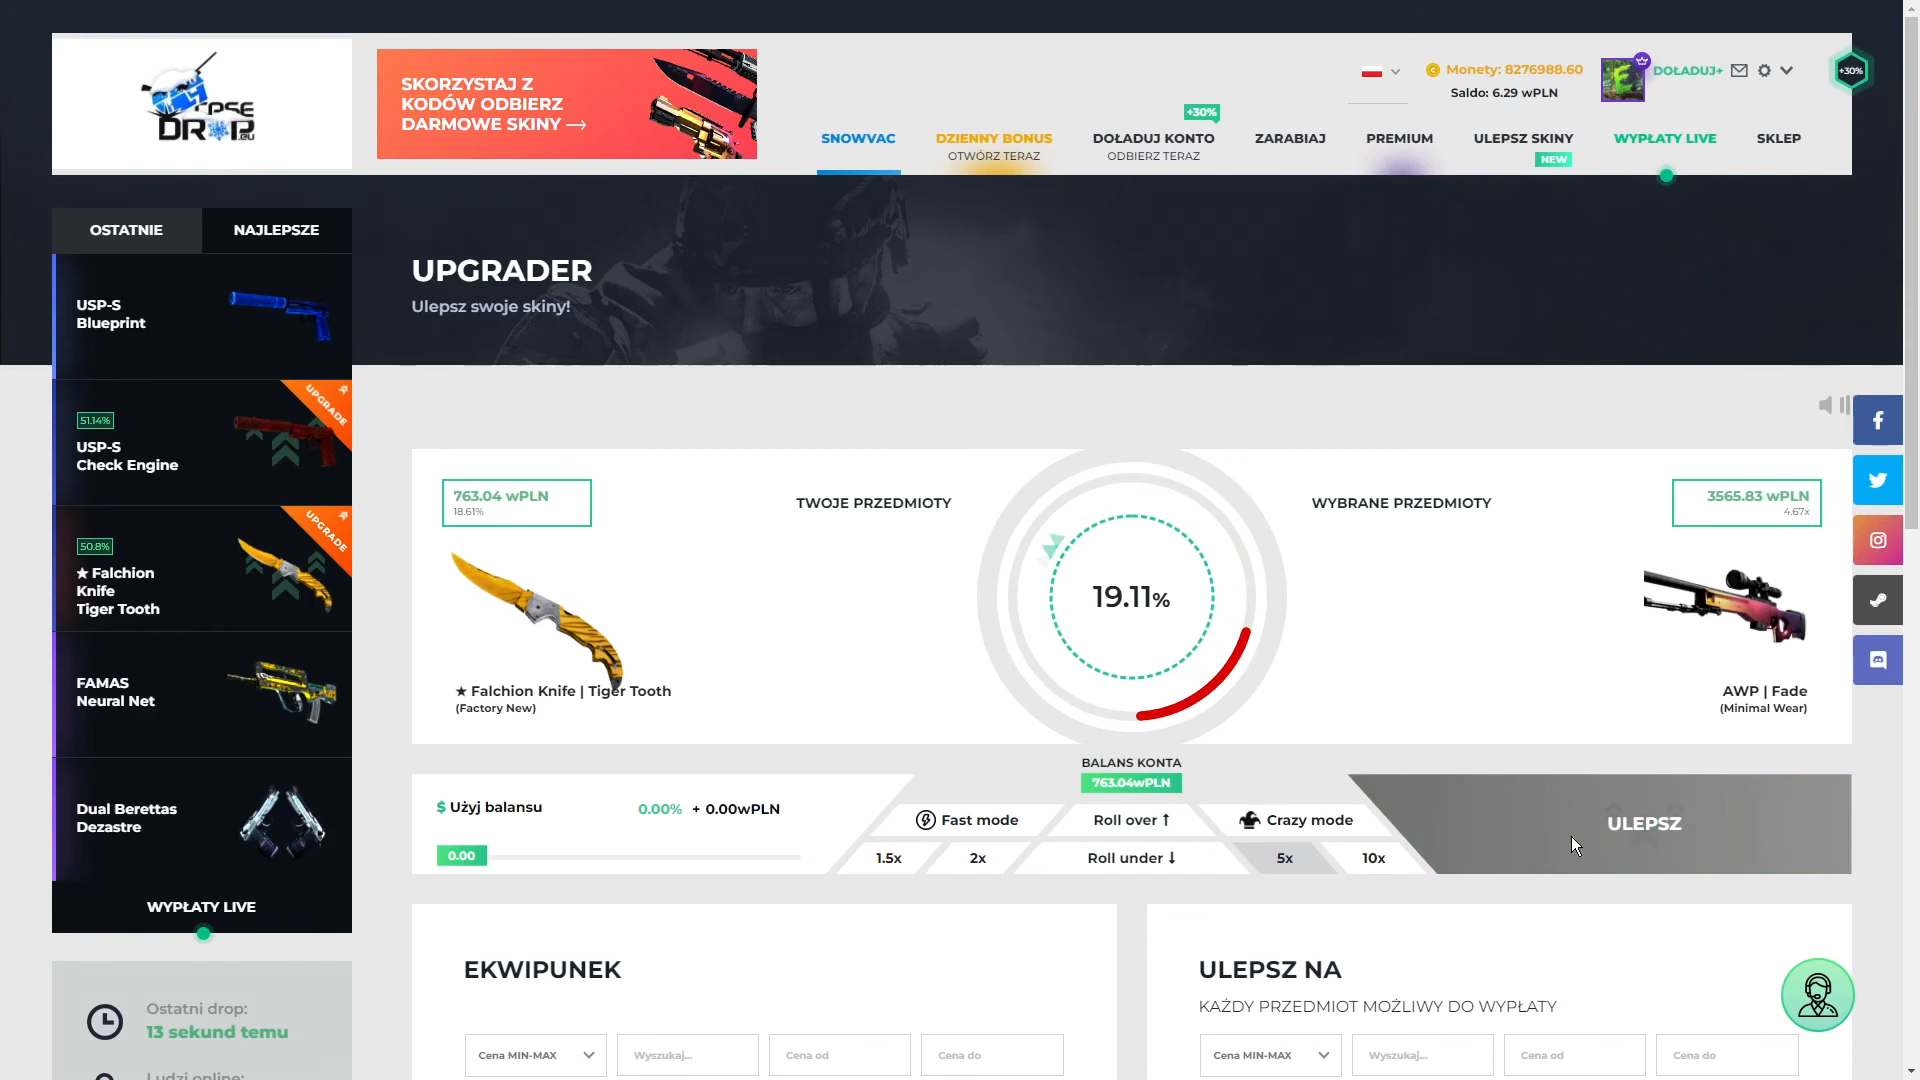 DROP.eu
SKORZYSTAJ Z
KODÓW ODBIERZ
DARMOWE SKINY
Monety: 8276988.60
Saldo: 6.29 wPLN
DOŁADUJ+
+30%
+30%
SNOWVAC
DZIENNY BONUS
OTWÓRZ TERAZ
DOŁADUJ KONTO
ODBIERZ TERAZ
ZARABIAJ
PREMIUM
ULEPSZ SKINY
NEW
WYPŁATY LIVE
SKLEP
OSTATNIE
NAJLEPSZE
UPGRADER
Ulepsz swoje skiny!
USP-S
Blueprint
UPGRADE
51.14%
USP-S
Check Engine
UPGRADE
50.8%
★ Falchion
Knife
Tiger Tooth
FAMAS
Neural Net
Dual Berettas
Dezastre
WYPŁATY LIVE
Ostatni drop:
13 sekund temu
Ludzi online:
763.04 wPLN
18.61%
TWOJE PRZEDMIOTY
WYBRANE PRZEDMIOTY
3565.83 wPLN
4.67x
19.11%
★ Falchion Knife | Tiger Tooth
(Factory New)
AWP | Fade
(Minimal Wear)
BALANS KONTA
763.04wPLN
$ Użyj balansu
0.00% + 0.00wPLN
0.00
Fast mode
Roll over ↑
Crazy mode
1.5x
2x
Roll under ↓
5x
10x
ULEPSZ
EKWIPUNEK
Cena MIN-MAX
Wyszukaj...
Cena od
Cena do
ULEPSZ NA
KAŻDY PRZEDMIOT MOŻLIWY DO WYPŁATY
Cena MIN-MAX
Wyszukaj...
Cena od
Cena do